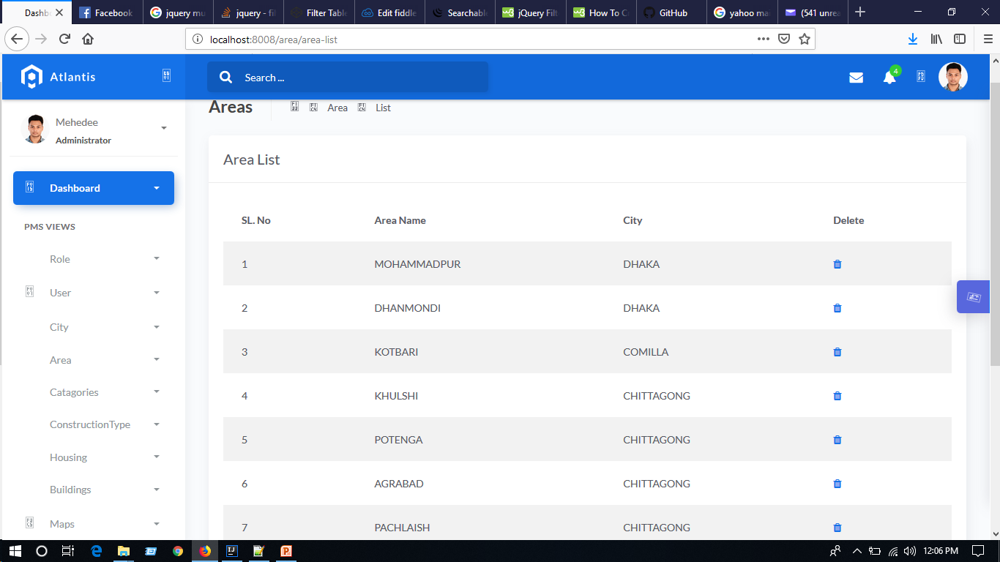 Dashb
Facebook
jquery mu
jquery - fil
Filter Table
Edit fiddle
Searchable
jQuery Filt
How To C
GitHub
yahoo ma
(541 unrea
localhost:8008/area/area-list
Atlantis
Search ...
4
Mehedee
Administrator
Areas
Area
List
Dashboard
PMS VIEWS
Role
User
City
Area
Catagories
ConstructionType
Housing
Buildings
Maps
Area List
SL. No Area Name City Delete
1 MOHAMMADPUR DHAKA
2 DHANMONDI DHAKA
3 KOTBARI COMILLA
4 KHULSHI CHITTAGONG
5 POTENGA CHITTAGONG
6 AGRABAD CHITTAGONG
7 PACHLAISH CHITTAGONG
12:06 PM